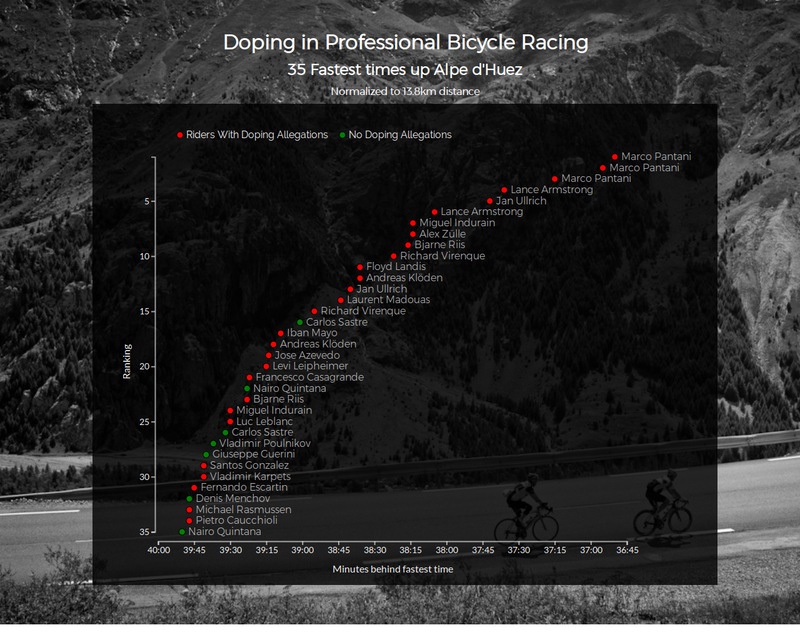 Doping in Professional Bicycle Racing
35 Fastest times up Alpe d'Huez
Normalized to 13.8km distance
Riders With Doping Allegations
No Doping Allegations
Marco Pantani
Marco Pantani
Marco Pantani
Lance Armstrong
5
Jan Ullrich
Lance Armstrong
Miguel Indurain
Alex Zülle
Bjarne Riis
10
Richard Virenque
Floyd Landis
Andreas Klöden
Jan Ullrich
Laurent Madouas
15
Richard Virenque
Carlos Sastre
Iban Mayo
Andreas Klöden
Jose Azevedo
Ranking
20
Levi Leipheimer
Francesco Casagrande
Nairo Quintana
Bjarne Riis
Miguel Indurain
25
Luc Leblanc
Carlos Sastre
Vladimir Poulnikov
Giuseppe Guerini
Santos Gonzalez
30
Vladimir Karpets
Fernando Escartin
Denis Menchov
Michael Rasmussen
Pietro Caucchioli
35
Nairo Quintana
40:00 39:45 39:30 39:15 39:00 38:45 38:30 38:15 38:00 37:45 37:30 37:15 37:00 36:45
Minutes behind fastest time